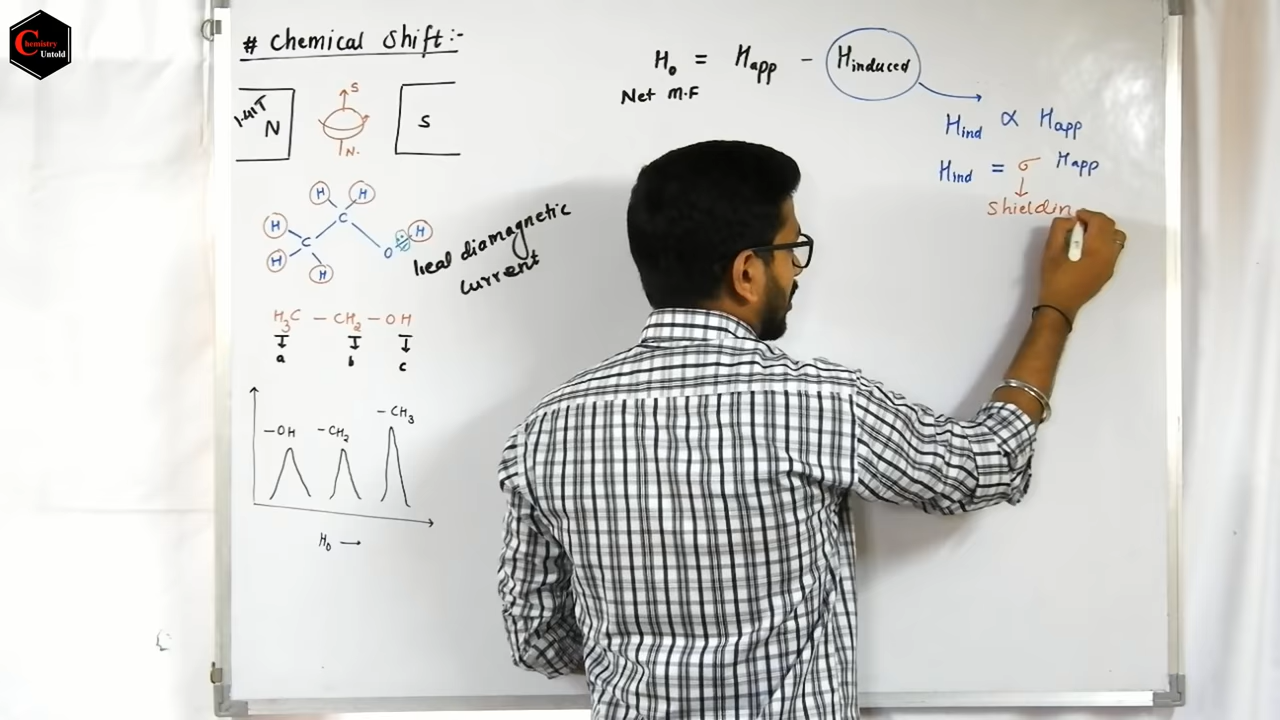 Chemistry
Untold
# Chemical Shift:-
1.41T
N
S
N.
S
H H
H C
C
H H O H
local diamagnetic
current
H₃C - CH₂ - OH
a b c
-OH -CH₂ -CH₃
H₀ →
H₀ = Happ - Hinduced
Net M.F
Hind ∝ Happ
Hind = σ Happ
Shieldin